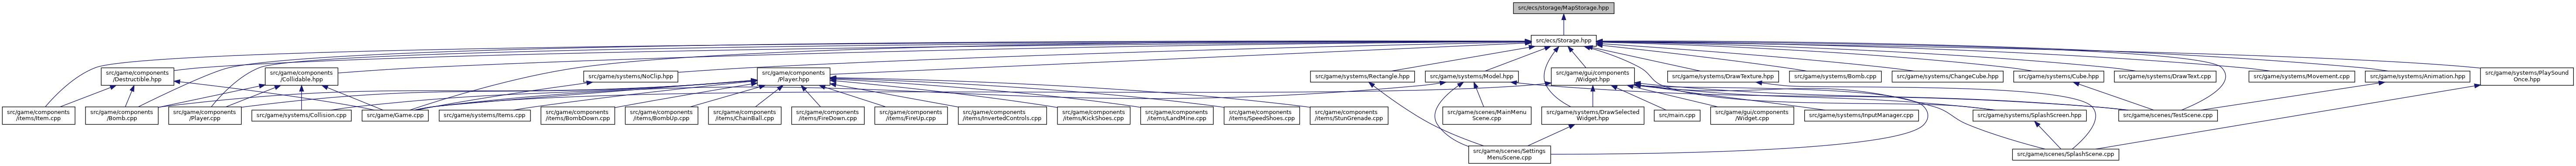 src/ecs/storage/MapStorage.hpp
src/ecs/Storage.hpp
src/game/components
/Destructible.hpp
src/game/components
/Collidable.hpp
src/game/systems/NoClip.hpp
src/game/components
/Player.hpp
src/game/systems/Rectangle.hpp
src/game/systems/Model.hpp
src/game/gui/components
/Widget.hpp
src/game/systems/DrawTexture.hpp
src/game/systems/Bomb.cpp
src/game/systems/ChangeCube.hpp
src/game/systems/Cube.hpp
src/game/systems/DrawText.cpp
src/game/systems/Movement.cpp
src/game/systems/Animation.hpp
src/game/systems/PlaySound
Once.hpp
src/game/components
/items/Item.cpp
src/game/components
/Bomb.cpp
src/game/components
/Player.cpp
src/game/systems/Collision.cpp
src/game/Game.cpp
src/game/systems/Items.cpp
src/game/components
/items/BombDown.cpp
src/game/components
/items/BombUp.cpp
src/game/components
/items/ChainBall.cpp
src/game/components
/items/FireDown.cpp
src/game/components
/items/FireUp.cpp
src/game/components
/items/InvertedControls.cpp
src/game/components
/items/KickShoes.cpp
src/game/components
/items/LandMine.cpp
src/game/components
/items/SpeedShoes.cpp
src/game/components
/items/StunGrenade.cpp
src/game/scenes/MainMenu
Scene.cpp
src/game/systems/DrawSelected
Widget.hpp
src/main.cpp
src/game/gui/components
/Widget.cpp
src/game/systems/InputManager.cpp
src/game/systems/SplashScreen.hpp
src/game/scenes/TestScene.cpp
src/game/scenes/Settings
MenuScene.cpp
src/game/scenes/SplashScene.cpp